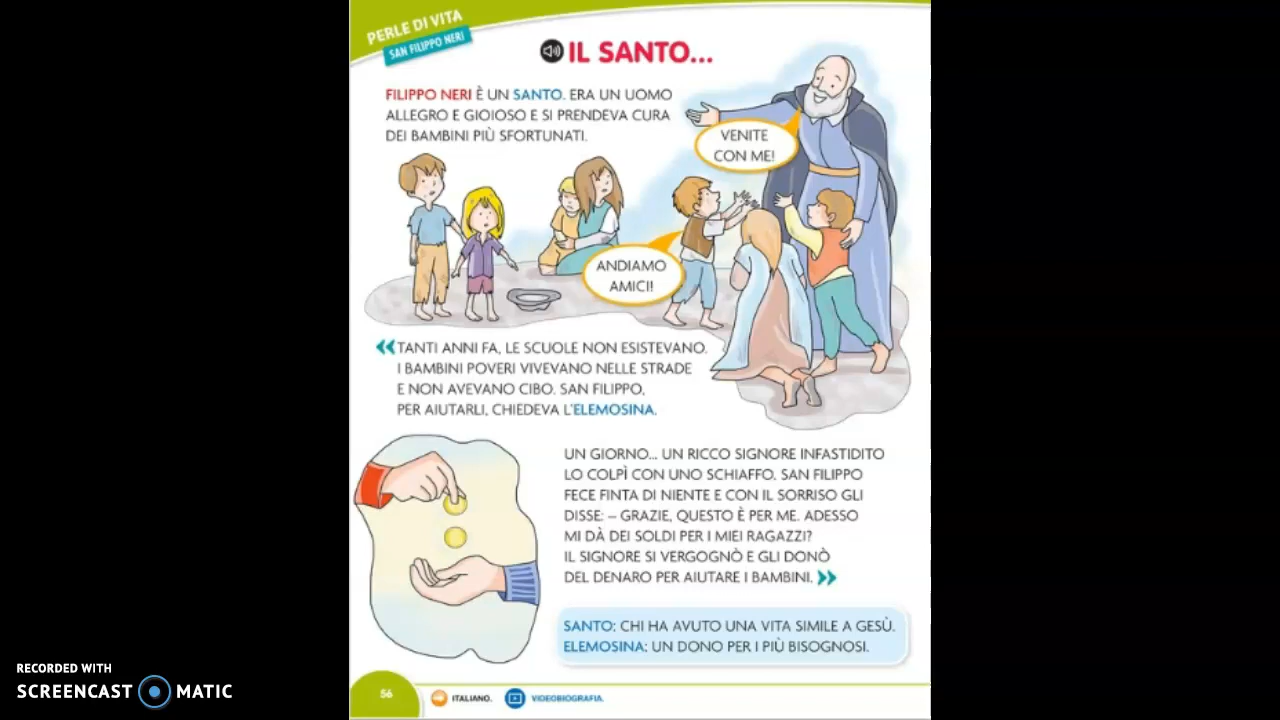 PERLE DI VITA
SAN FILIPPO NERI
IL SANTO...
FILIPPO NERI È UN SANTO. ERA UN UOMO
ALLEGRO E GIOIOSO E SI PRENDEVA CURA
DEI BAMBINI PIÙ SFORTUNATI.
VENITE
CON ME!
ANDIAMO
AMICI!
«TANTI ANNI FA, LE SCUOLE NON ESISTEVANO.
I BAMBINI POVERI VIVEVANO NELLE STRADE
E NON AVEVANO CIBO. SAN FILIPPO,
PER AIUTARLI, CHIEDEVA L'ELEMOSINA.
UN GIORNO... UN RICCO SIGNORE INFASTIDITO
LO COLPÌ CON UNO SCHIAFFO. SAN FILIPPO
FECE FINTA DI NIENTE E CON IL SORRISO GLI
DISSE: – GRAZIE, QUESTO È PER ME. ADESSO
MI DÀ DEI SOLDI PER I MIEI RAGAZZI?
IL SIGNORE SI VERGOGNÒ E GLI DONÒ
DEL DENARO PER AIUTARE I BAMBINI.»
SANTO: CHI HA AVUTO UNA VITA SIMILE A GESÙ.
ELEMOSINA: UN DONO PER I PIÙ BISOGNOSI.
56
ITALIANO.
VIDEOBIOGRAFIA.
RECORDED WITH
SCREENCAST MATIC